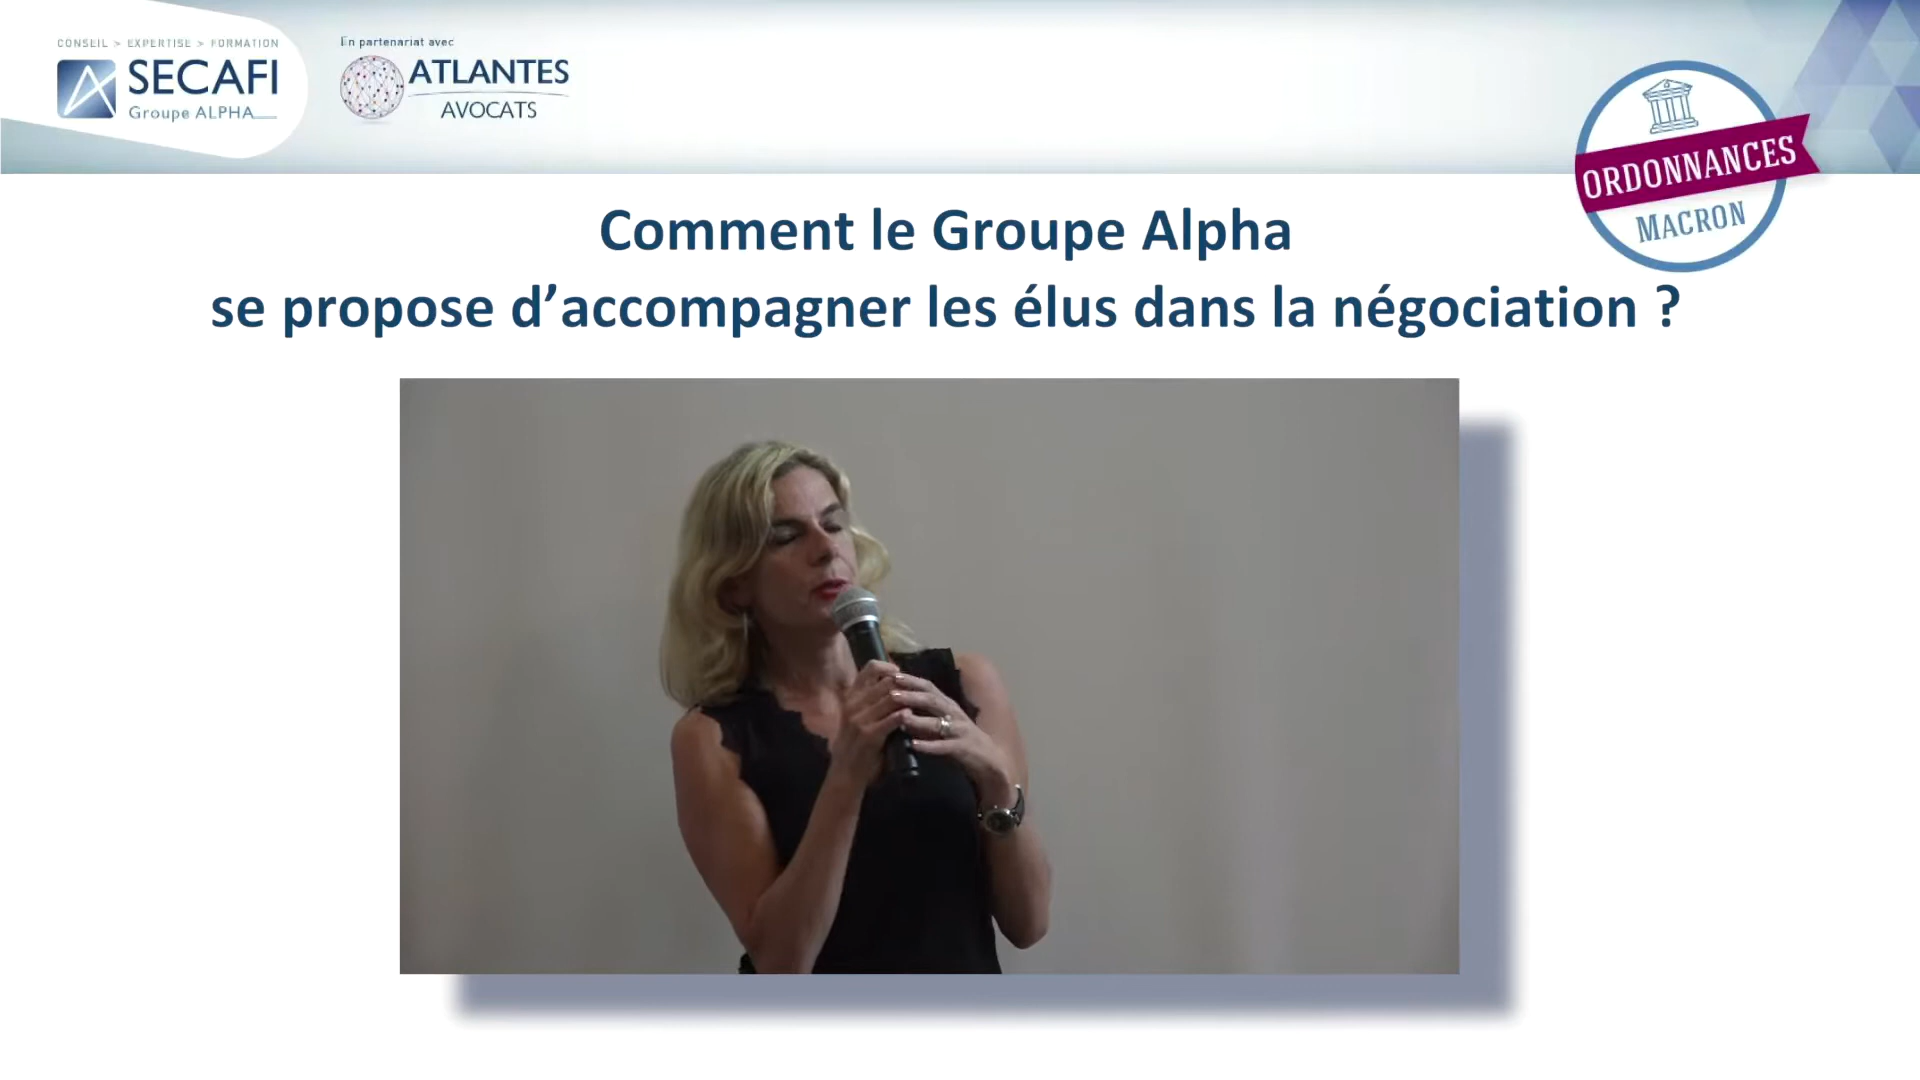 CONSEIL > EXPERTISE > FORMATION
SECAFI
Groupe ALPHA
En partenariat avec
ATLANTES
AVOCATS
ORDONNANCES
MACRON
Comment le Groupe Alpha
se propose d’accompagner les élus dans la négociation ?